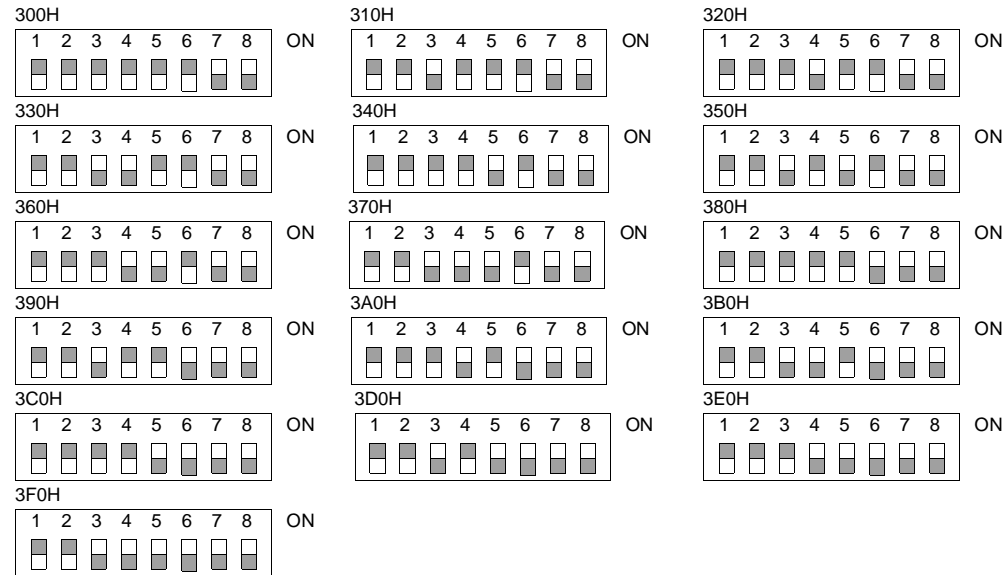 300H 310H 320H
1 2 3 4 5 6 7 8 ON 1 2 3 4 5 6 7 8 ON 1 2 3 4 5 6 7 8 ON
330H 340H 350H
1 2 3 4 5 6 7 8 ON 1 2 3 4 5 6 7 8 ON 1 2 3 4 5 6 7 8 ON
360H 370H 380H
1 2 3 4 5 6 7 8 ON 1 2 3 4 5 6 7 8 ON 1 2 3 4 5 6 7 8 ON
390H 3A0H 3B0H
1 2 3 4 5 6 7 8 ON 1 2 3 4 5 6 7 8 ON 1 2 3 4 5 6 7 8 ON
3C0H 3D0H 3E0H
1 2 3 4 5 6 7 8 ON 1 2 3 4 5 6 7 8 ON 1 2 3 4 5 6 7 8 ON
3F0H
1 2 3 4 5 6 7 8 ON